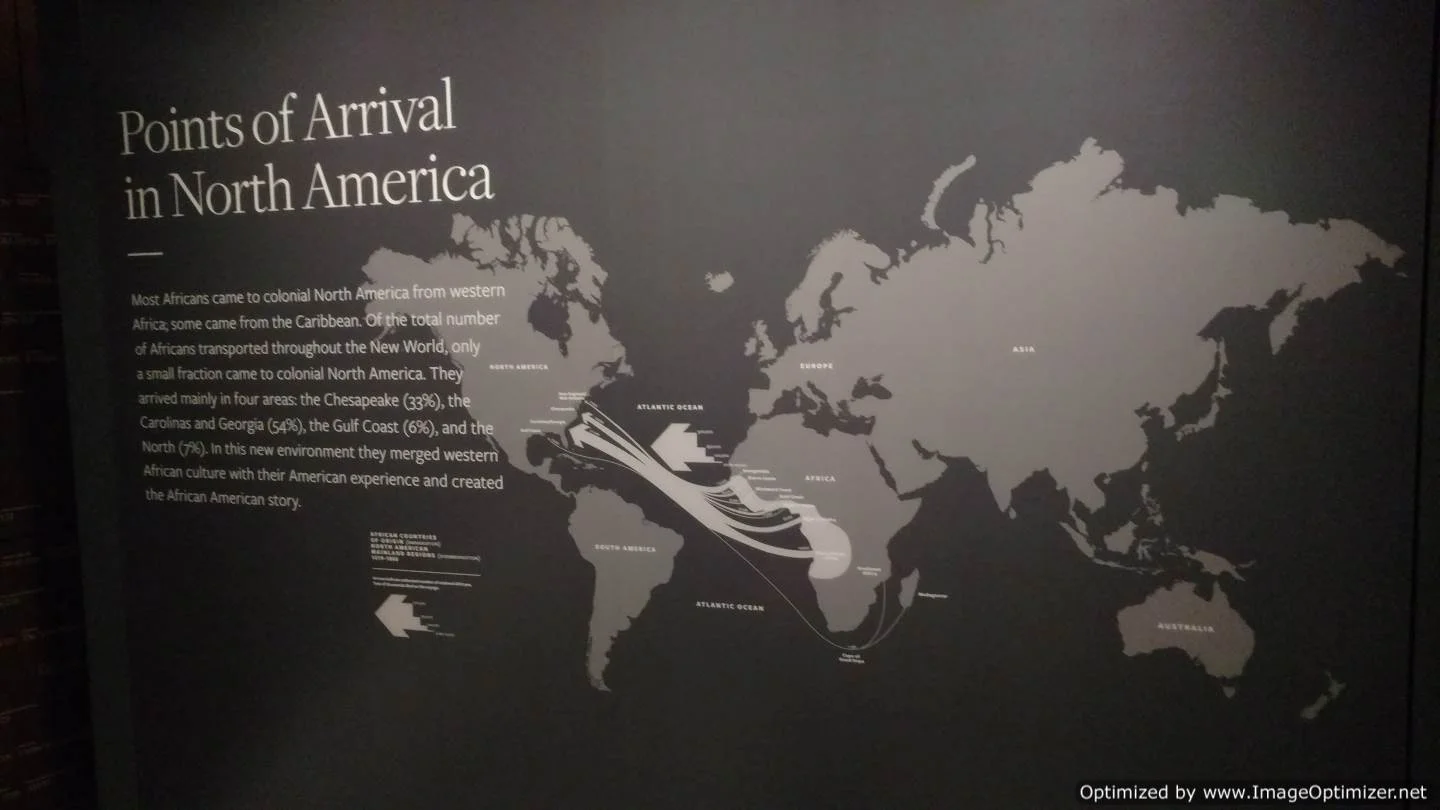 Points of Arrival
in North America
Most Africans came to colonial North America from western
Africa; some came from the Caribbean. Of the total number
of Africans transported throughout the New World, only
a small fraction came to colonial North America. They
arrived mainly in four areas: the Chesapeake (33%), the
Carolinas and Georgia (54%), the Gulf Coast (6%), and the
North (7%). In this new environment they merged western
African culture with their American experience and created
the African American story.
NORTH AMERICA
EUROPE
ASIA
ATLANTIC OCEAN
Chesapeake
AFRICA
SOUTH AMERICA
Madagascar
ATLANTIC OCEAN
AUSTRALIA
Cape of
Good Hope
AFRICAN COUNTRIES
OF ORIGIN
NORTH AMERICAN
MAINLAND REGIONS
Optimized by www.ImageOptimizer.net